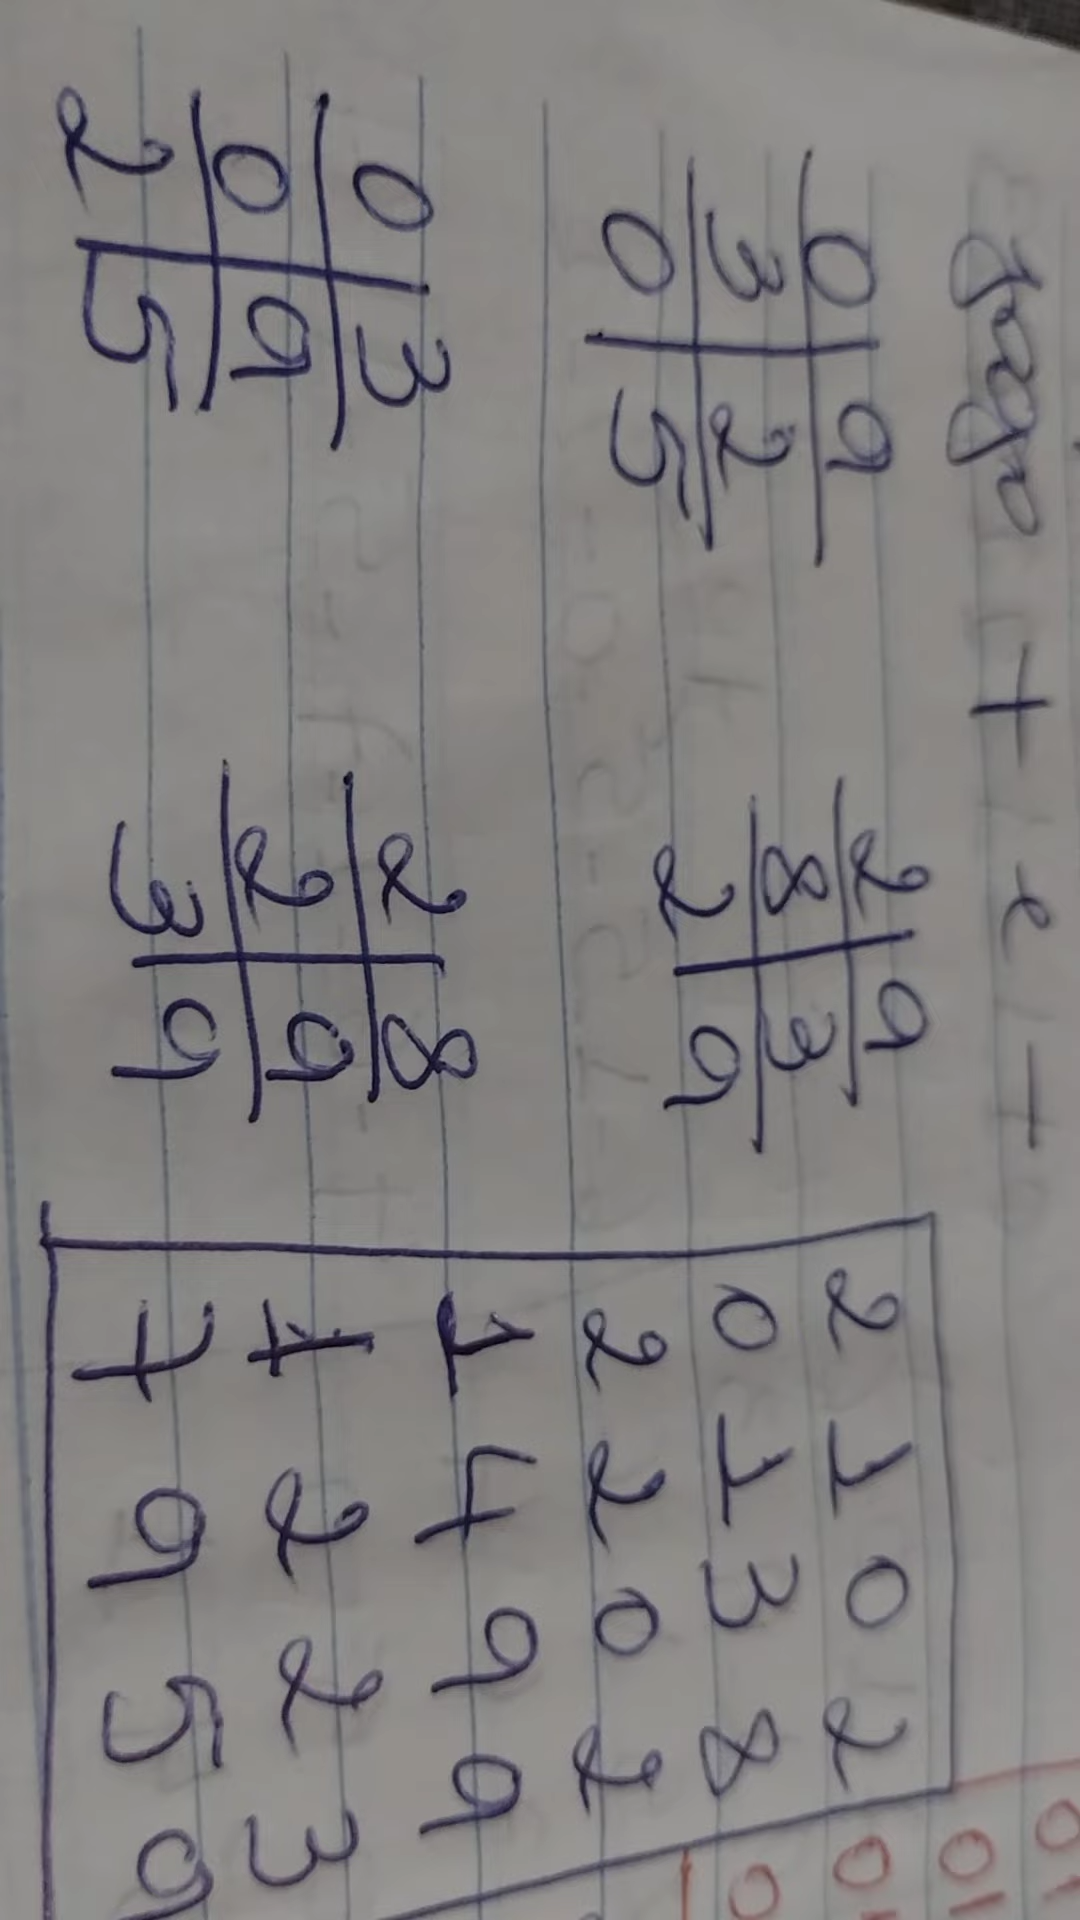 0 9 2 9 2 1 0 2
3 2 8 3 0 1 3 8
0 5 2 9 2 2 0 2
0 3 2 8 1 4 9 9
0 9 2 9 1 2 2 3
2 5 3 9 7 9 5 9